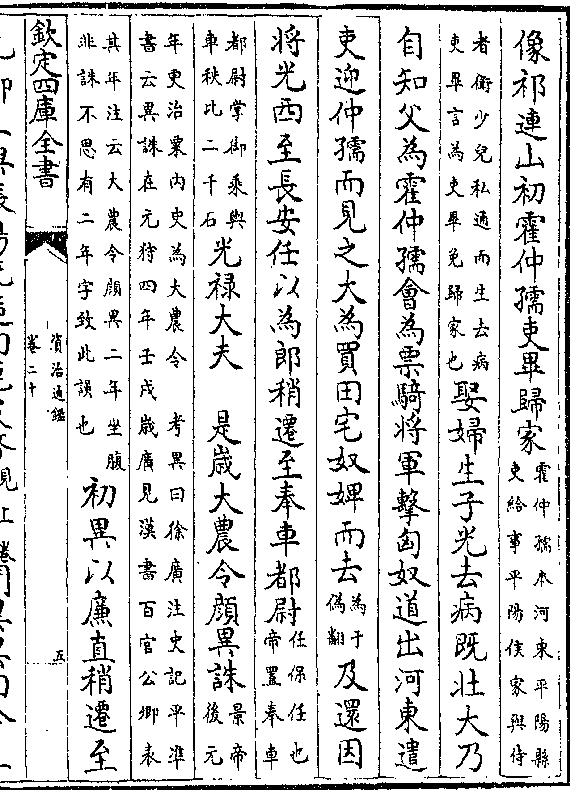 像祁連山初霍仲孺吏畢歸家霍仲孺本河東平陽縣吏給事平陽侯家與侍
者衛少兒私通而生去病吏畢言為吏畢免歸家也娶婦生子光去病既壯大乃
自知父為霍仲孺會為票騎將軍擊匈奴道出河東遣
吏迎仲孺而見之大為買田宅奴婢而去為于偽翻及還因
將光西至長安任以為郎稍遷至奉車都尉任保任也帝置奉車
都尉掌御乘輿車秩比二千石光祿大夫　是歲大農令顏異誅景帝後元
年更治粟內史為大農令　考異曰徐廣注史記平準書云異誅在元狩四年壬戌歲廣見漢書百官公卿表
其年注云大農令顏異二年坐腹非誅不思有二年字致此誤也初異以廉直稍遷至
欽定四庫全書
資治通鑑
卷二十
五